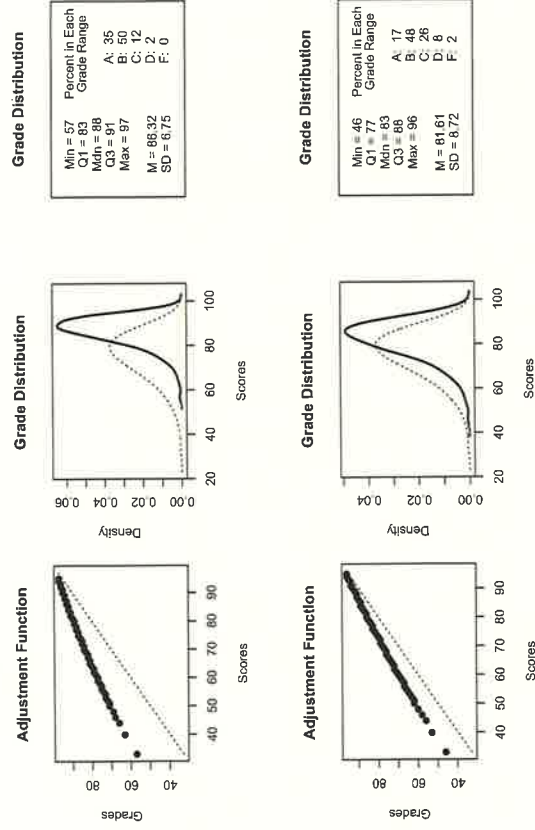 Adjustment Function
Grades
40
60
80
40 50 60 70 80 90
Scores
Grade Distribution
Density
0.00
0.02
0.04
0.06
20 40 60 80 100
Scores
Grade Distribution
Min = 57 Percent in Each
Q1 = 83 Grade Range
Mdn = 88
Q3 = 91 A: 35
Max = 97 B: 50
C: 12
M = 86.32 D: 2
SD = 6.75 F: 0
Adjustment Function
Grades
40
60
80
40 50 60 70 80 90
Scores
Grade Distribution
Density
0.00
0.02
0.04
20 40 60 80 100
Scores
Grade Distribution
Min = 46 Percent in Each
Q1 = 77 Grade Range
Mdn = 83
Q3 = 88 A: 17
Max = 96 B: 48
C: 26
M = 81.61 D: 8
SD = 8.72 F: 2